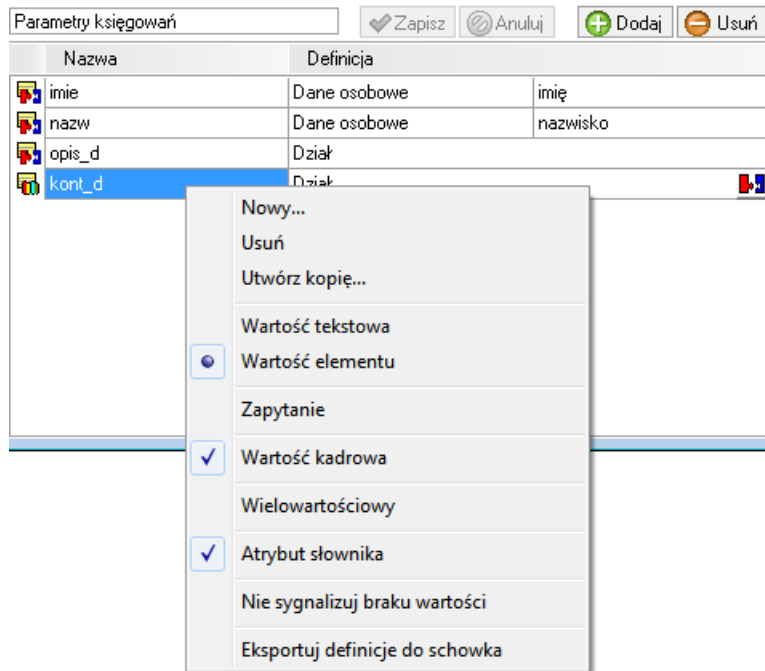 Parametry księgowań Zapisz Anuluj Dodaj Usuń
Nazwa Definicja
imie Dane osobowe imię
nazw Dane osobowe nazwisko
opis_d Dział
kont_d Dział
Nowy...
Usuń
Utwórz kopię...
Wartość tekstowa
Wartość elementu
Zapytanie
Wartość kadrowa
Wielowartościowy
Atrybut słownika
Nie sygnalizuj braku wartości
Eksportuj definicje do schowka